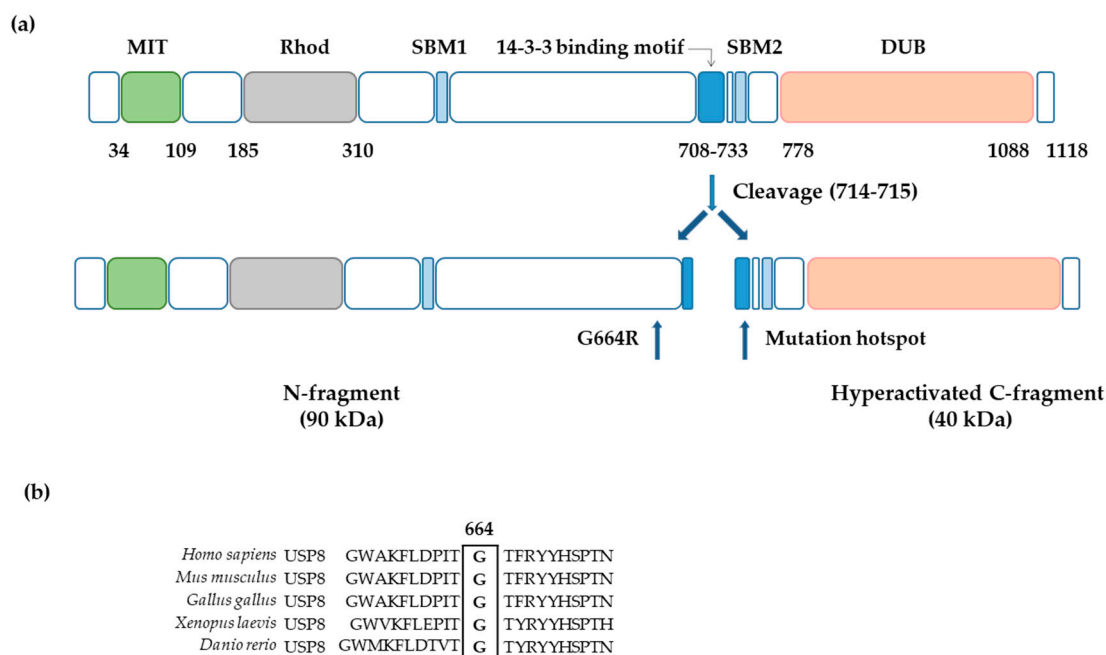 (a)
MIT Rhod SBM1 14-3-3 binding motif SBM2 DUB
34 109 185 310 708-733 778 1088 1118
Cleavage (714-715)
G664R Mutation hotspot
N-fragment Hyperactivated C-fragment
(90 kDa) (40 kDa)
(b)
664
Homo sapiens USP8 GWAKFLDPIT G TFRYYHSPTN
Mus musculus USP8 GWAKFLDPIT G TFRYYHSPTN
Gallus gallus USP8 GWAKFLDPIT G TFRYYHSPTN
Xenopus laevis USP8 GWVKFLEPIT G TYRYYHSPTH
Danio rerio USP8 GWMKFLDTVT G TYRYYHSPTN